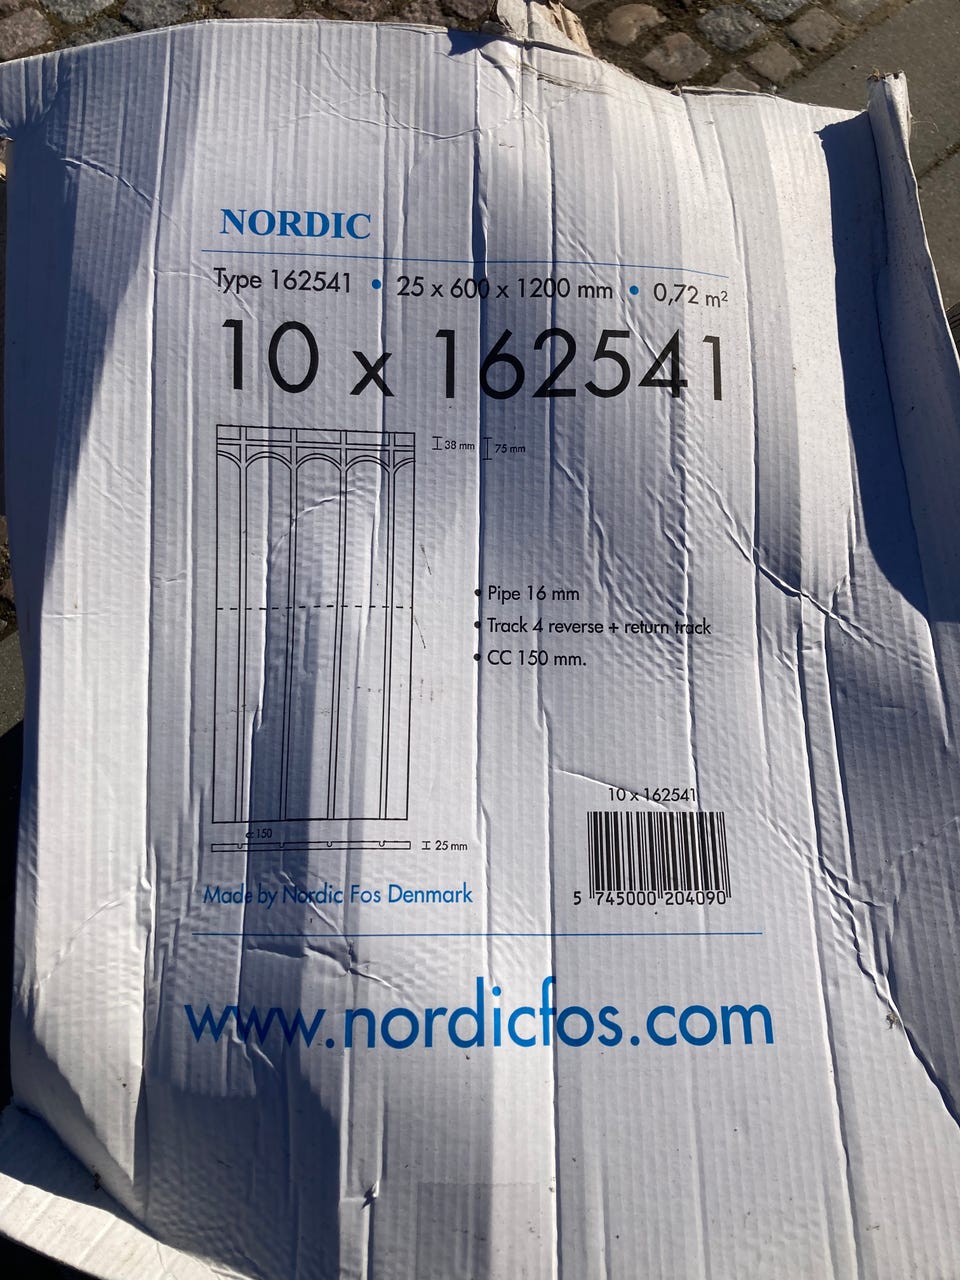 NORDIC
Type 162541 • 25 x 600 x 1200 mm • 0,72 m²
10 x 162541
38 mm 75 mm
• Pipe 16 mm
• Track 4 reverse + return track
• CC 150 mm.
10 x 162541
cc 150
25 mm
5 745000 204090
Made by Nordic Fos Denmark
www.nordicfos.com